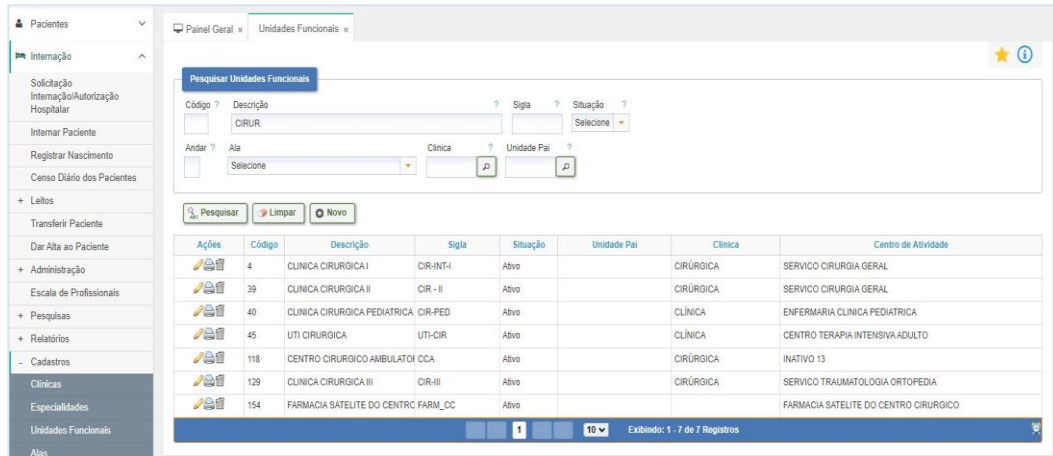 Pacientes
Internação
Solicitação
Internação/Autorização
Hospitalar
Internar Paciente
Registrar Nascimento
Censo Diário dos Pacientes
+ Leitos
Transferir Paciente
Dar Alta ao Paciente
+ Administração
Escala de Profissionais
+ Pesquisas
+ Relatórios
- Cadastros
Clínicas
Especialidades
Unidades Funcionais
Alas
Painel Geral x Unidades Funcionais x
Pesquisar Unidades Funcionais
Código ? Descrição ? Sigla ? Situação ?
CIRUR Selecione
Andar ? Ala Clínica ? Unidade Pai ?
Selecione
Pesquisar Limpar Novo
Ações Código Descrição Sigla Situação Unidade Pai Clínica Centro de Atividade
4 CLINICA CIRURGICA I CIR-INT-I Ativo CIRÚRGICA SERVICO CIRURGIA GERAL
39 CLINICA CIRURGICA II CIR - II Ativo CIRÚRGICA SERVICO CIRURGIA GERAL
40 CLINICA CIRURGICA PEDIATRICA CIR-PED Ativo CLÍNICA ENFERMARIA CLINICA PEDIATRICA
45 UTI CIRURGICA UTI-CIR Ativo CLÍNICA CENTRO TERAPIA INTENSIVA ADULTO
118 CENTRO CIRURGICO AMBULATOI CCA Ativo CIRÚRGICA INATIVO 13
129 CLINICA CIRURGICA III CIR-III Ativo CIRÚRGICA SERVICO TRAUMATOLOGIA ORTOPEDIA
154 FARMACIA SATELITE DO CENTRO FARM_CC Ativo FARMACIA SATELITE DO CENTRO CIRURGICO
1 10 Exibindo: 1 - 7 de 7 Registros